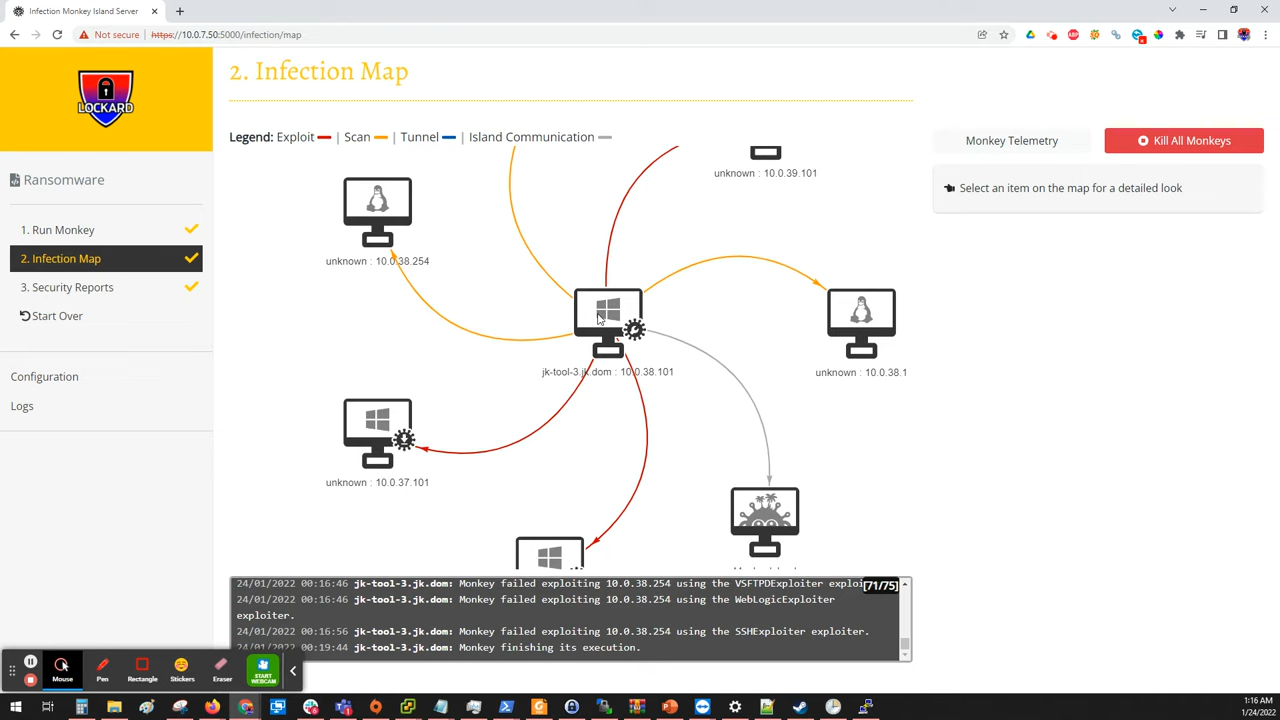 Infection Monkey Island Server
Not secure
https://10.0.7.50:5000/infection/map
LOCKARD
Ransomware
1. Run Monkey
2. Infection Map
3. Security Reports
Start Over
Configuration
Logs
2. Infection Map
Legend: Exploit | Scan | Tunnel | Island Communication
unknown : 10.0.39.101
unknown : 10.0.38.254
jk-tool-3.jk.dom : 10.0.38.101
unknown : 10.0.38.1
unknown : 10.0.37.101
Monkey Telemetry
Kill All Monkeys
Select an item on the map for a detailed look
24/01/2022 00:16:46 jk-tool-3.jk.dom: Monkey failed exploiting 10.0.38.254 using the VSFTPDExploiter exploi
[71/75]
24/01/2022 00:16:46 jk-tool-3.jk.dom: Monkey failed exploiting 10.0.38.254 using the WebLogicExploiter
exploiter.
24/01/2022 00:16:56 jk-tool-3.jk.dom: Monkey failed exploiting 10.0.38.254 using the SSHExploiter exploiter.
24/01/2022 00:19:44 jk-tool-3.jk.dom: Monkey finishing its execution.
Mouse
Pen
Rectangle
Stickers
Eraser
START
WEBCAM
1:16 AM
1/24/2022